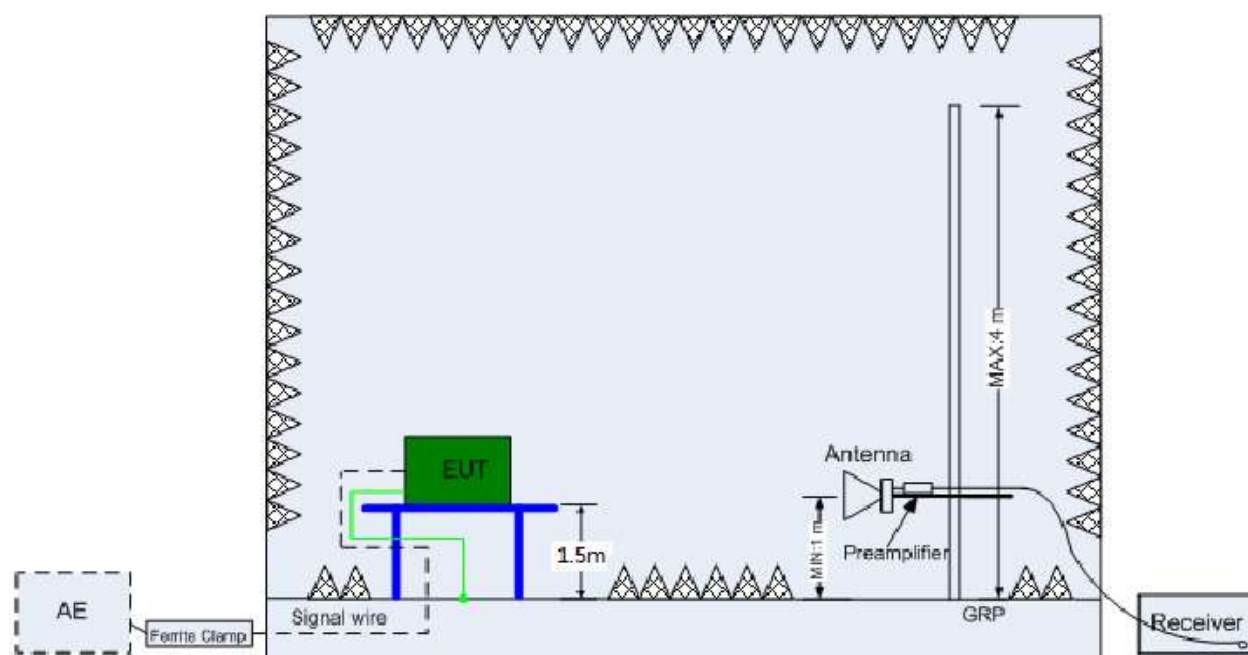 MAX:4 m
Antenna
EUT
MIN:1 m
1.5m
Preamplifier
AE
Signal wire
GRP
Ferrite Clamp
Receiver